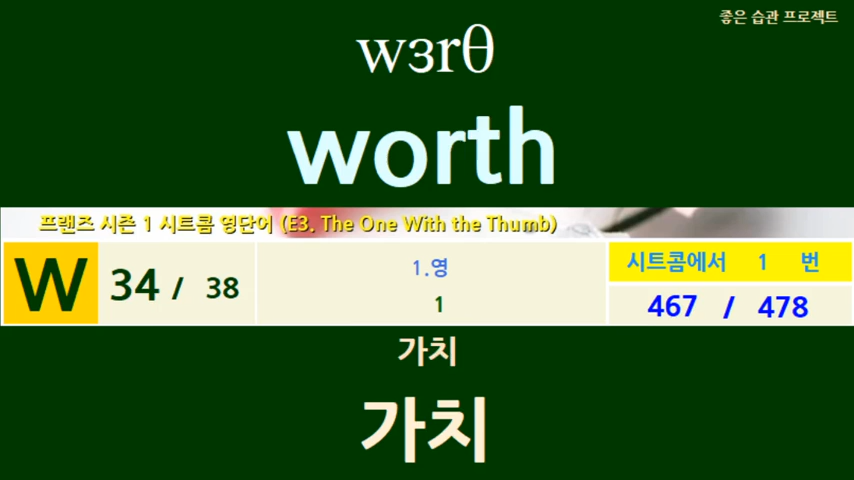 좋은 습관 프로젝트
wɜrθ
worth
프랜즈 시즌 1 시트콤 영단어 (E3. The One With the Thumb)
W 34 / 38
1.영
1
시트콤에서 1 번
467 / 478
가치
가치